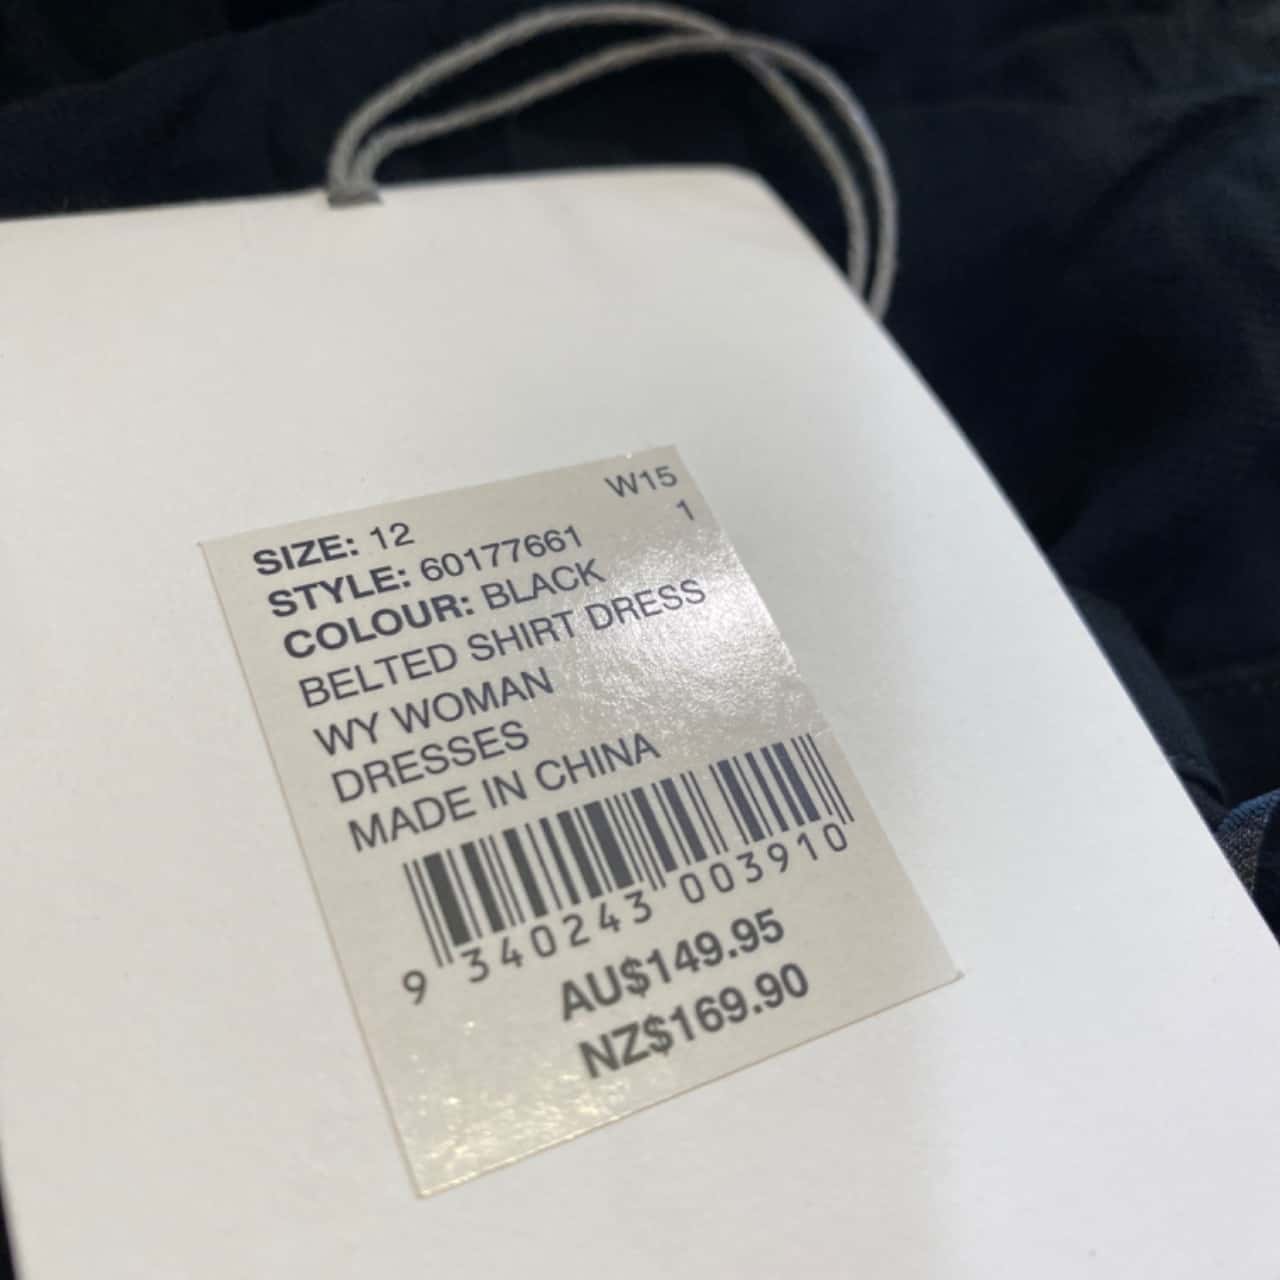 W15
SIZE: 12
1
STYLE: 60177661
COLOUR: BLACK
BELTED SHIRT DRESS
WY WOMAN
DRESSES
MADE IN CHINA
9 340243 003910
AU$149.95
NZ$169.90